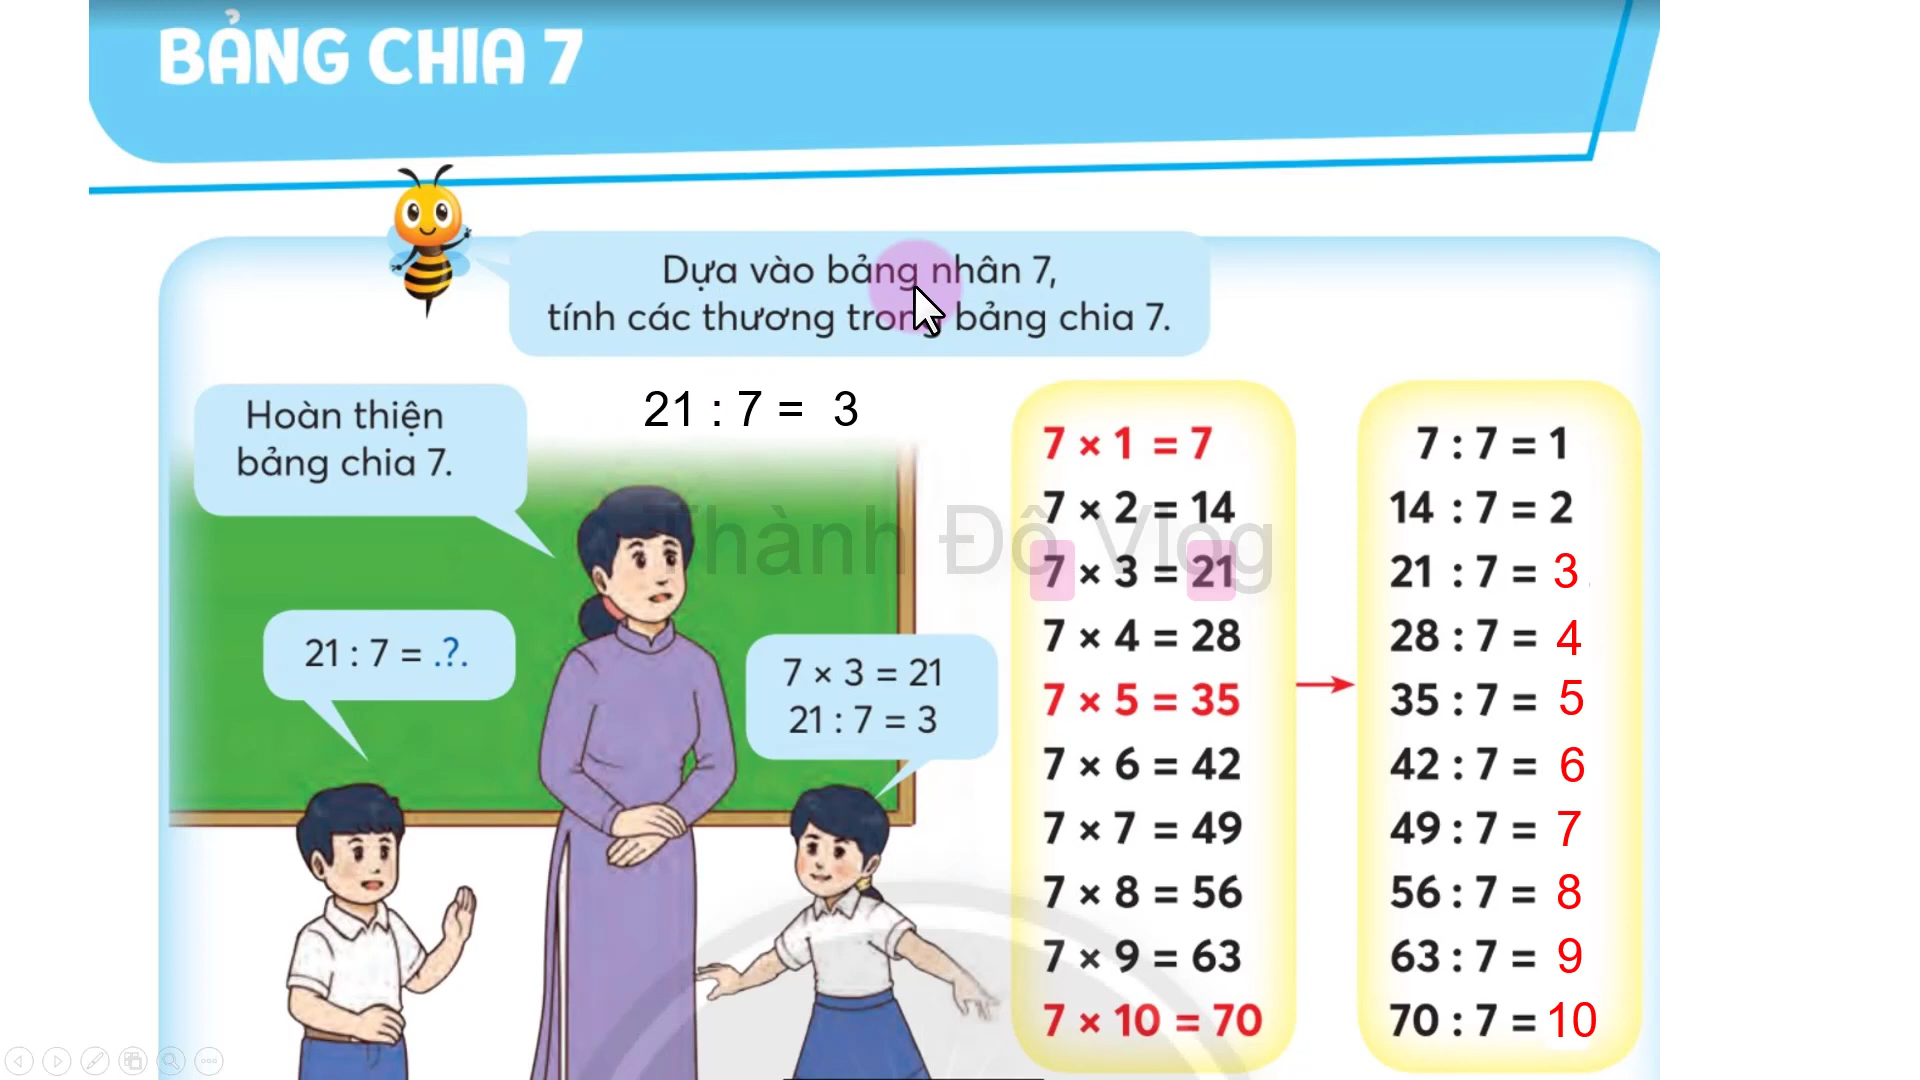 BẢNG CHIA 7
Dựa vào bảng nhân 7,
tính các thương trong bảng chia 7.
Hoàn thiện
bảng chia 7.
21 : 7 = 3
21 : 7 = .?.
7 × 3 = 21
21 : 7 = 3
Thành Đô Vlog
7 × 1 = 7
7 × 2 = 14
7 × 3 = 21
7 × 4 = 28
7 × 5 = 35
7 × 6 = 42
7 × 7 = 49
7 × 8 = 56
7 × 9 = 63
7 × 10 = 70
7 : 7 = 1
14 : 7 = 2
21 : 7 = 3
28 : 7 = 4
35 : 7 = 5
42 : 7 = 6
49 : 7 = 7
56 : 7 = 8
63 : 7 = 9
70 : 7 = 10